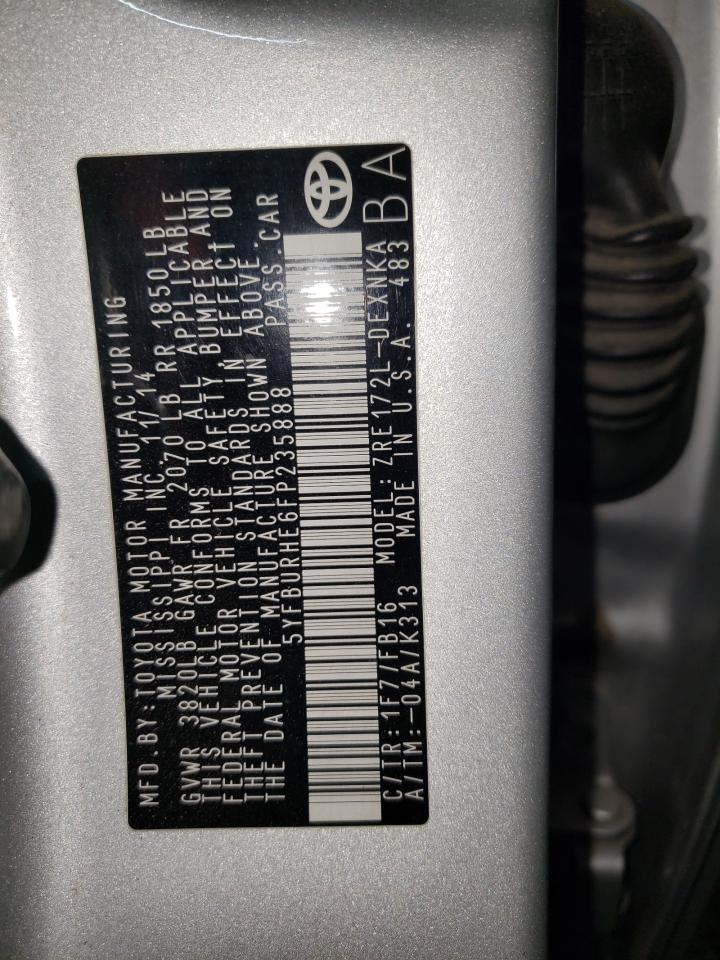 MFD.BY:TOYOTA MOTOR MANUFACTURING
MISSISSIPPI INC. 11/14
GVWR 3820LB GAWR FR 2070 LB RR 1850 LB
THIS VEHICLE CONFORMS TO ALL APPLICABLE
FEDERAL MOTOR VEHICLE SAFETY, BUMPER AND
THEFT PREVENTION STANDARDS IN EFFECT ON
THE DATE OF MANUFACTURE SHOWN ABOVE.
5YFBURHE6FP235888 PASS.CAR
C/TR:1F7/FB16 MODEL:ZRE172L-DEXNKA
A/TM:-04A/K313 MADE IN U.S.A. 483
BA